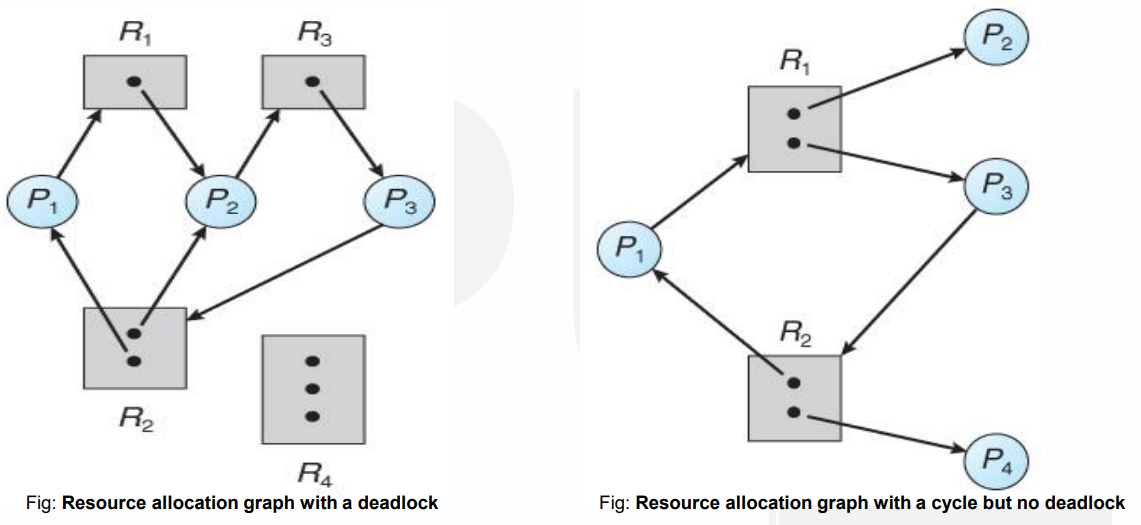 R₁
R₃
P₁
P₂
P₃
R₂
R₄
Fig: Resource allocation graph with a deadlock
P₂
R₁
P₃
P₁
R₂
P₄
Fig: Resource allocation graph with a cycle but no deadlock